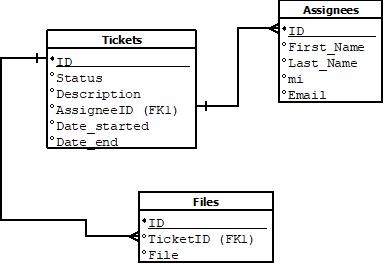 Assignees
ID
First_Name
Last_Name
mi
Email
Tickets
ID
Status
Description
AssigneeID (FK1)
Date_started
Date_end
Files
ID
TicketID (FK1)
File